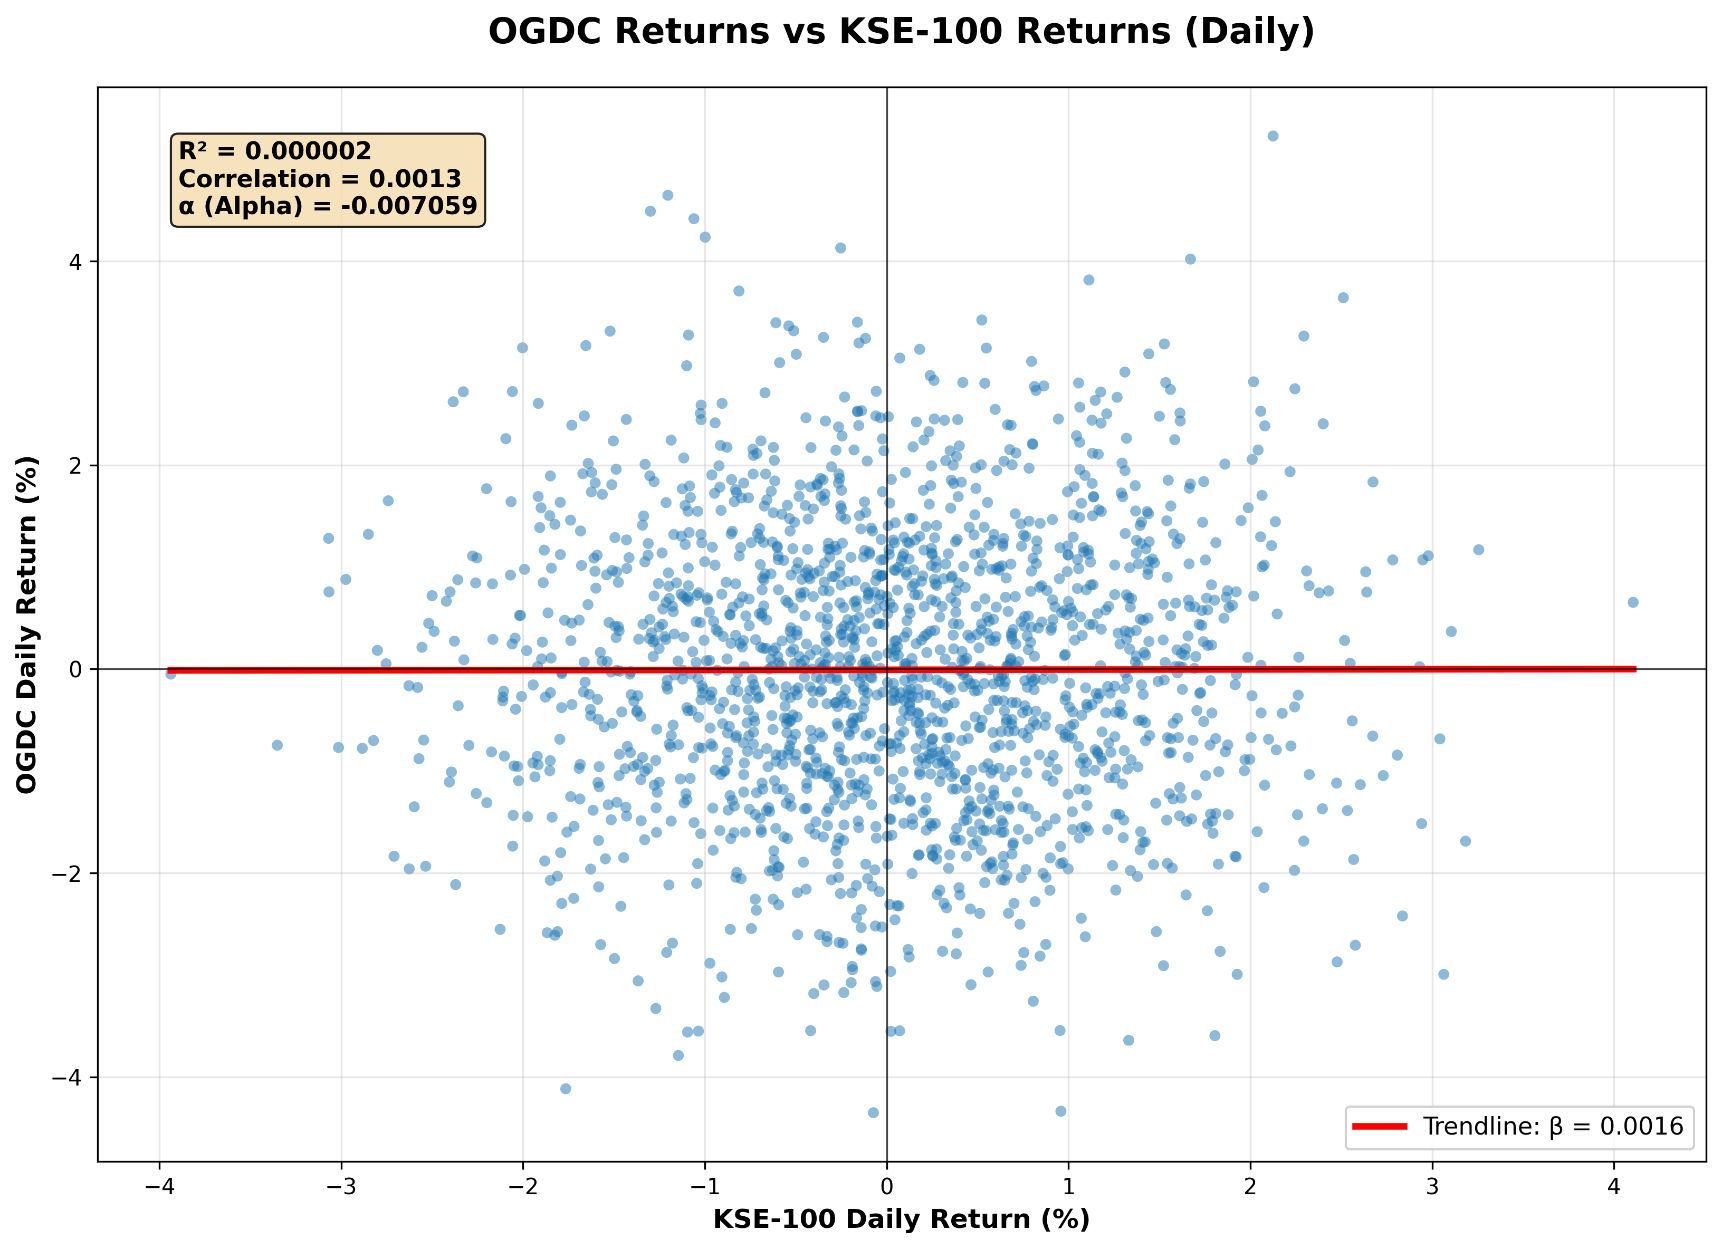 OGDC Returns vs KSE-100 Returns (Daily)
R² = 0.000002
Correlation = 0.0013
α (Alpha) = -0.007059
OGDC Daily Return (%)
4
2
0
−2
−4
Trendline: β = 0.0016
−4 −3 −2 −1 0 1 2 3 4
KSE-100 Daily Return (%)